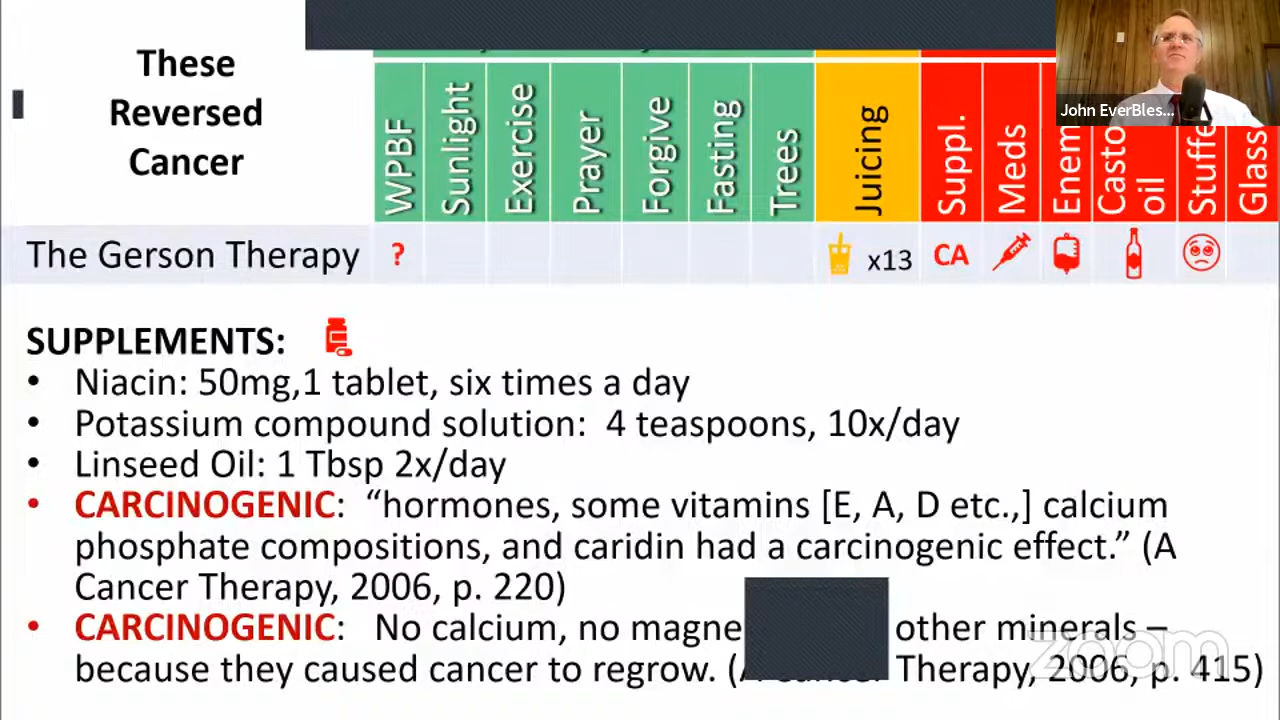 These
Reversed
Cancer
WPBF
Sunlight
Exercise
Prayer
Forgive
Fasting
Trees
Juicing
Suppl.
Meds
Enem
Casto
oil
Stuffe
Glass
John EverBles...
The Gerson Therapy ? x13 CA
SUPPLEMENTS:
• Niacin: 50mg,1 tablet, six times a day
• Potassium compound solution: 4 teaspoons, 10x/day
• Linseed Oil: 1 Tbsp 2x/day
• CARCINOGENIC: “hormones, some vitamins [E, A, D etc.,] calcium
phosphate compositions, and caridin had a carcinogenic effect.” (A
Cancer Therapy, 2006, p. 220)
• CARCINOGENIC: No calcium, no magne other minerals –
because they caused cancer to regrow. ( Therapy, 2006, p. 415)
zoom